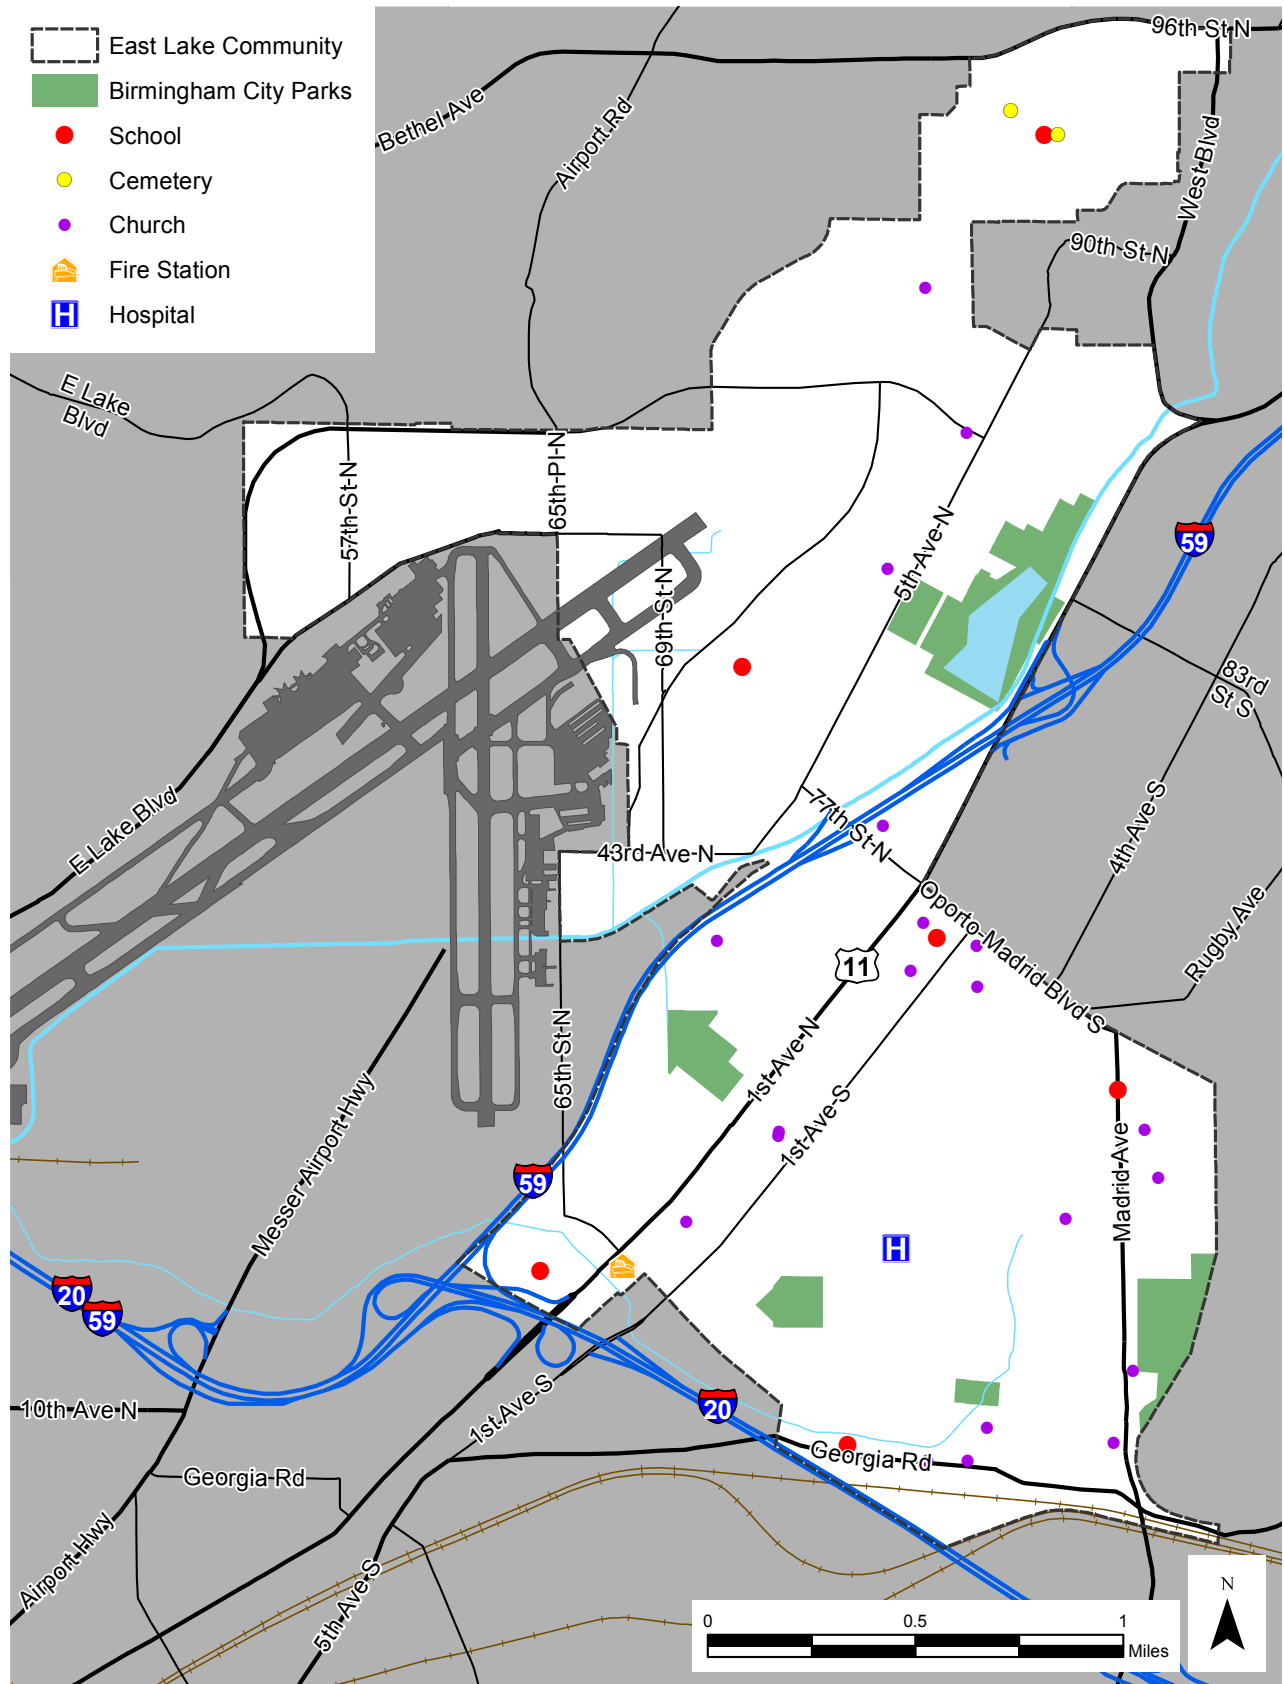 East Lake Community
Birmingham City Parks
School
Cemetery
Church
Fire Station
H
Hospital
96th St N
Bethel Ave
Airport Rd
West Blvd
90th St N
E Lake
Blvd
57th St N
65th Pl N
59
5th Ave N
69th St N
83rd
St S
E Lake Blvd
77th St N
43rd Ave N
4th Ave S
Oporto-Madrid Blvd S
Rugby Ave
11
1st Ave N
65th St N
1st Ave S
Messer Airport Hwy
Madrid Ave
59
H
20
59
20
10th Ave N
1st Ave S
Georgia Rd
Georgia Rd
Airport Hwy
5th Ave S
N
0
0.5
1
Miles